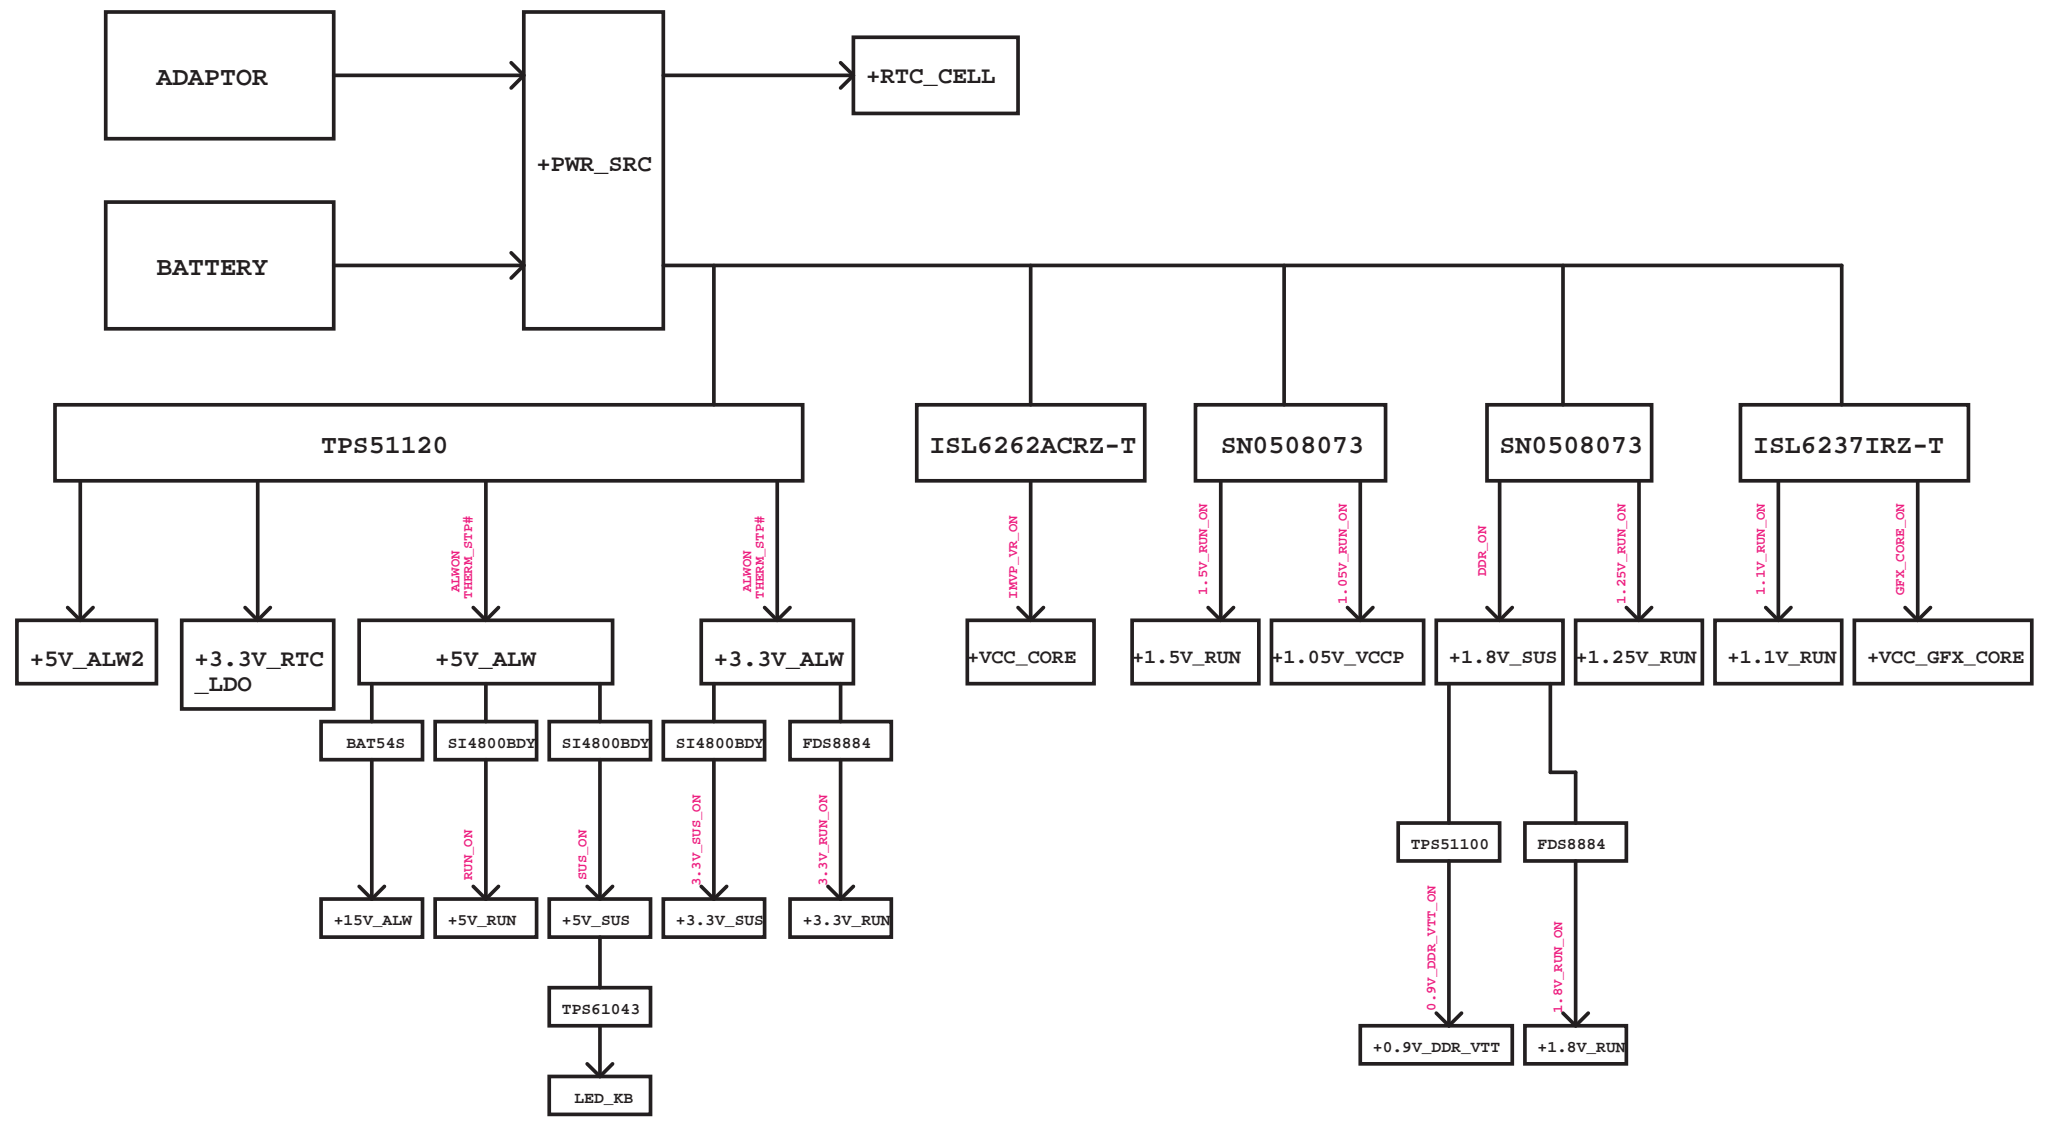 ADAPTOR
+RTC_CELL
+PWR_SRC
BATTERY
TPS51120
ISL6262ACRZ-T
SN0508073
SN0508073
ISL6237IRZ-T
ALWON
THERM_STP#
ALWON
THERM_STP#
IMVP_VR_ON
1.5V_RUN_ON
1.05V_RUN_ON
DDR_ON
1.25V_RUN_ON
1.1V_RUN_ON
GFX_CORE_ON
+5V_ALW2
+3.3V_RTC
_LDO
+5V_ALW
+3.3V_ALW
+VCC_CORE
+1.5V_RUN
+1.05V_VCCP
+1.8V_SUS
+1.25V_RUN
+1.1V_RUN
+VCC_GFX_CORE
BAT54S
SI4800BDY
SI4800BDY
SI4800BDY
FDS8884
RUN_ON
SUS_ON
3.3V_SUS_ON
3.3V_RUN_ON
TPS51100
FDS8884
+15V_ALW
+5V_RUN
+5V_SUS
+3.3V_SUS
+3.3V_RUN
0.9V_DDR_VTT_ON
1.8V_RUN_ON
TPS61043
+0.9V_DDR_VTT
+1.8V_RUN
LED_KB